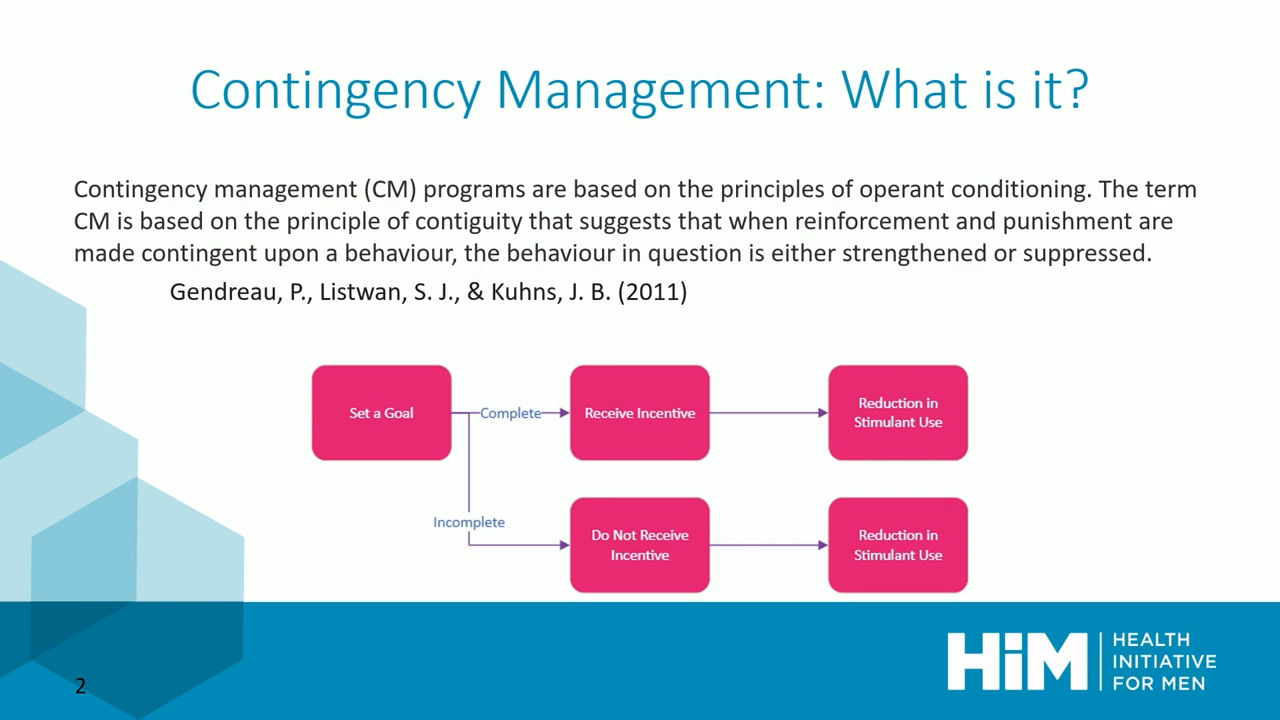 Contingency Management: What is it?
Contingency management (CM) programs are based on the principles of operant conditioning. The term
CM is based on the principle of contiguity that suggests that when reinforcement and punishment are
made contingent upon a behaviour, the behaviour in question is either strengthened or suppressed.
Gendreau, P., Listwan, S. J., & Kuhns, J. B. (2011)
Set a Goal
Complete
Receive Incentive
Reduction in
Stimulant Use
Incomplete
Do Not Receive
Incentive
Reduction in
Stimulant Use
2
HiM
HEALTH
INITIATIVE
FOR MEN